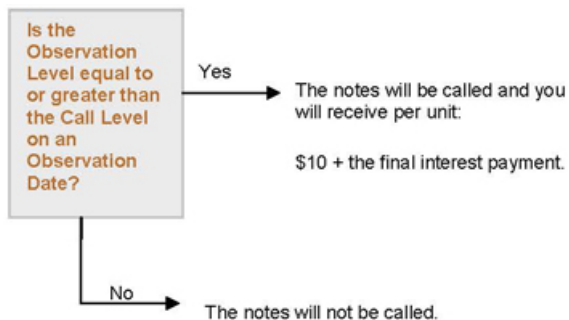 Is the
Observation
Level equal to
or greater than
the Call Level
on an
Observation
Date?
Yes
The notes will be called and you
will receive per unit:
$10 + the final interest payment.
No
The notes will not be called.